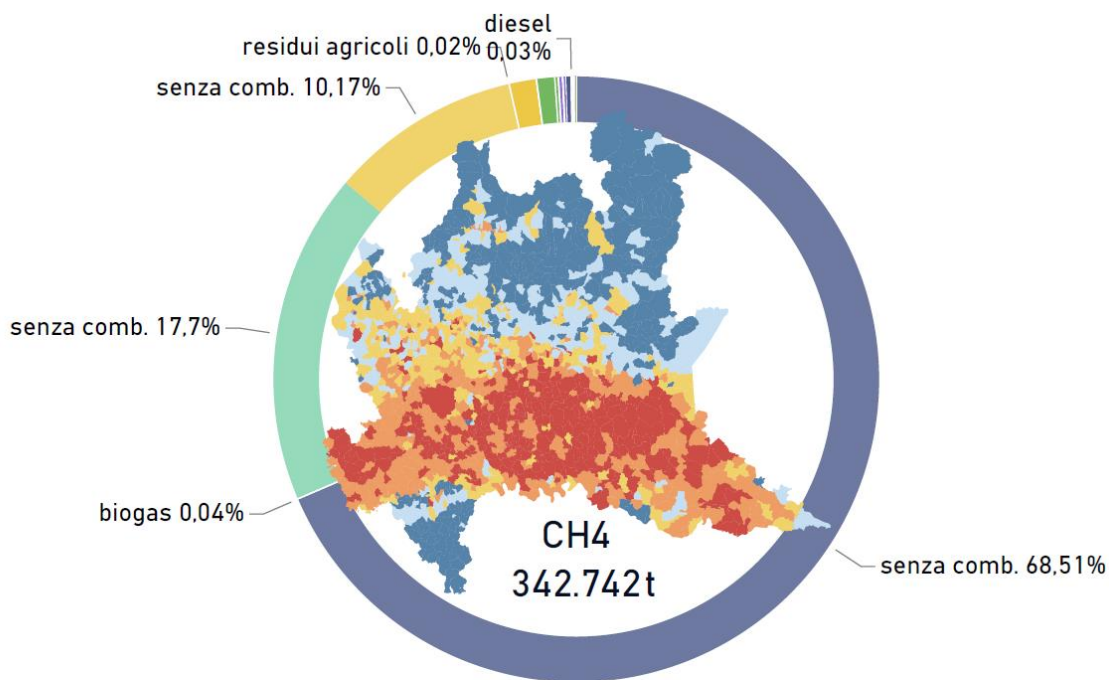 diesel
0,03%
residui agricoli 0,02%
senza comb. 10,17%
senza comb. 17,7%
biogas 0,04%
CH4
342.742t
senza comb. 68,51%